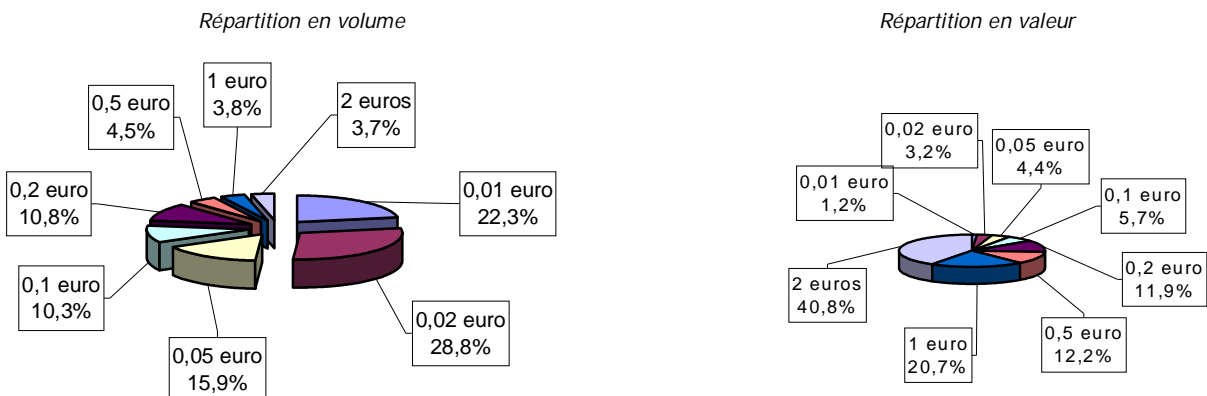 Répartition en volume
1 euro
3,8%
2 euros
3,7%
0,5 euro
4,5%
0,2 euro
10,8%
0,01 euro
22,3%
0,1 euro
10,3%
0,02 euro
28,8%
0,05 euro
15,9%
Répartition en valeur
0,02 euro
3,2%
0,05 euro
4,4%
0,01 euro
1,2%
0,1 euro
5,7%
2 euros
40,8%
0,2 euro
11,9%
1 euro
20,7%
0,5 euro
12,2%